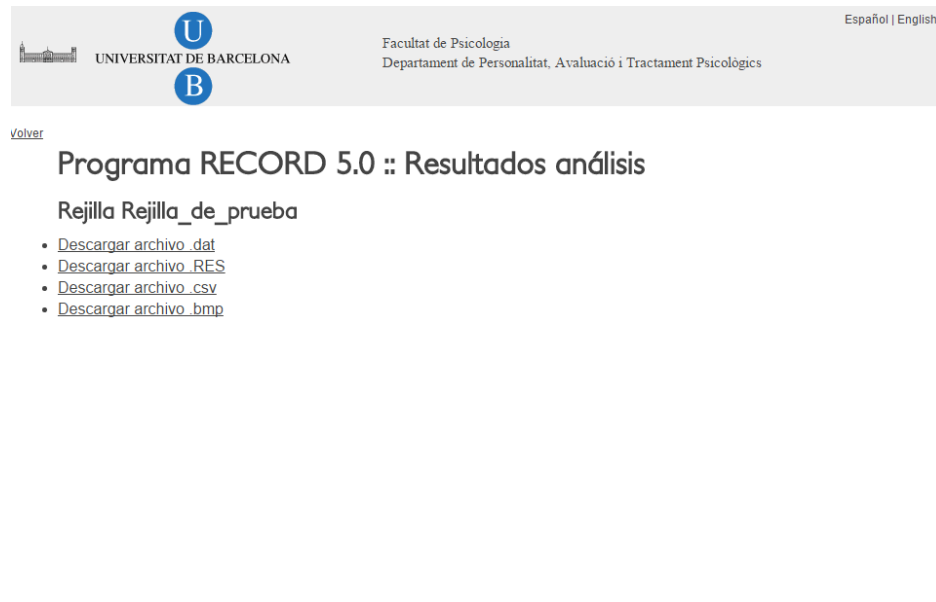 Español | English
U
UNIVERSITAT DE BARCELONA
B
Facultat de Psicologia
Departament de Personalitat, Avaluació i Tractament Psicològics
Volver
Programa RECORD 5.0 :: Resultados análisis
Rejilla Rejilla_de_prueba
Descargar archivo .dat
Descargar archivo .RES
Descargar archivo .csv
Descargar archivo .bmp